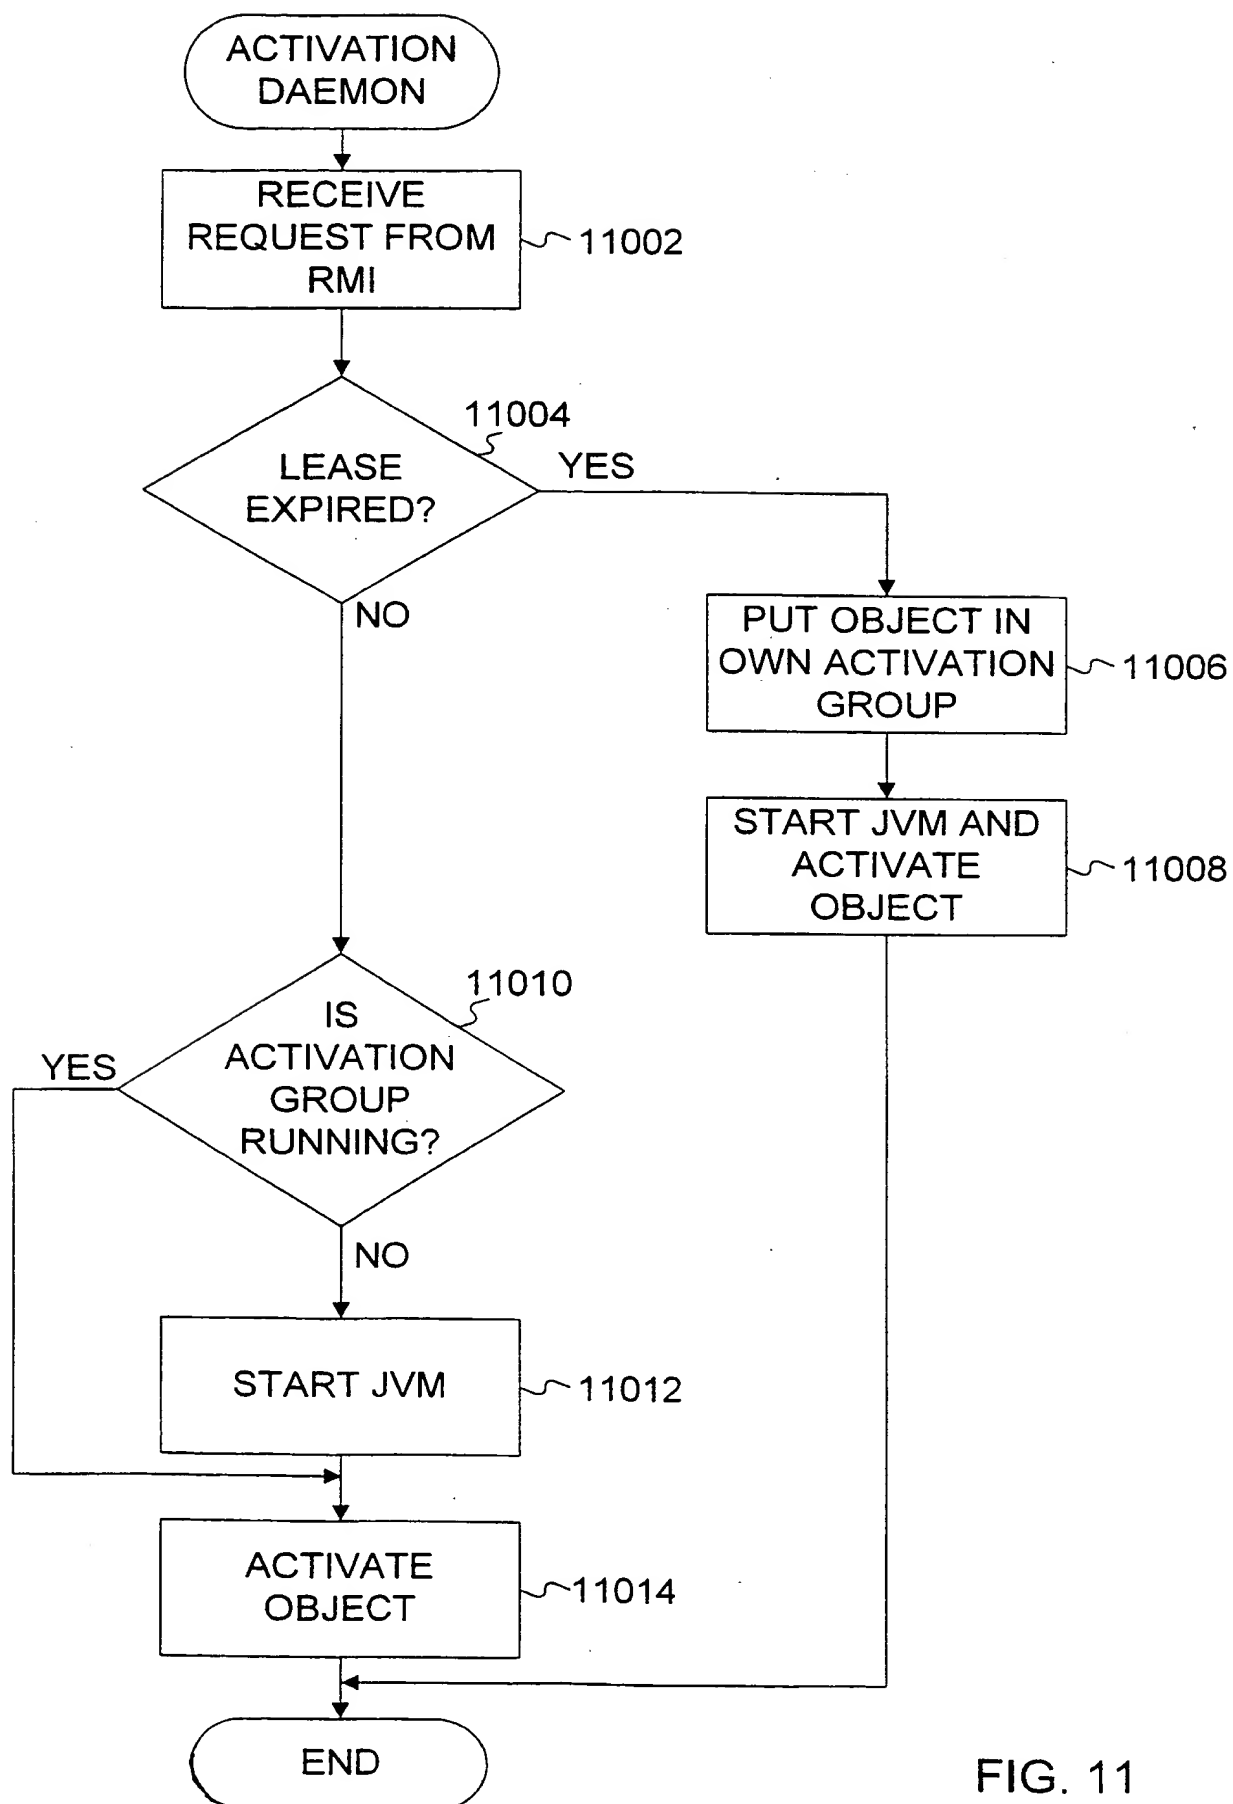 ACTIVATION
DAEMON
RECEIVE
REQUEST FROM
RMI
11002
11004
LEASE
EXPIRED?
YES
NO
PUT OBJECT IN
OWN ACTIVATION
GROUP
11006
START JVM AND
ACTIVATE
OBJECT
11008
11010
IS
ACTIVATION
GROUP
RUNNING?
YES
NO
START JVM
11012
ACTIVATE
OBJECT
11014
END
FIG. 11